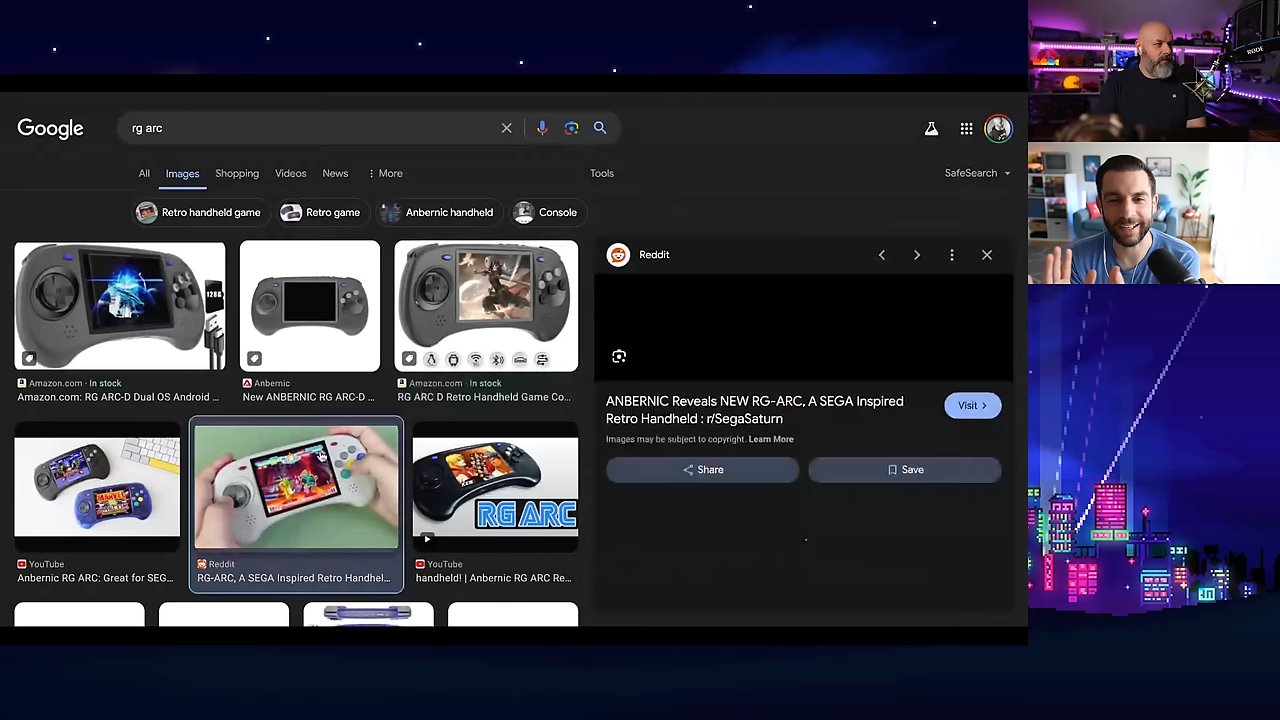 RODE
Google
rg arc
All
Images
Shopping
Videos
News
More
Tools
SafeSearch
Retro handheld game
Retro game
Anbernic handheld
Console
128G
Amazon.com · In stock
Amazon.com: RG ARC-D Dual OS Android ...
Anbernic
New ANBERNIC RG ARC-D ...
Amazon.com · In stock
RG ARC D Retro Handheld Game Co...
Reddit
ANBERNIC Reveals NEW RG-ARC, A SEGA Inspired
Retro Handheld : r/SegaSaturn
Visit
Images may be subject to copyright. Learn More
Share
Save
RG ARC
YouTube
Anbernic RG ARC: Great for SEG...
Reddit
RG-ARC, A SEGA Inspired Retro Handhel...
YouTube
handheld! | Anbernic RG ARC Re...